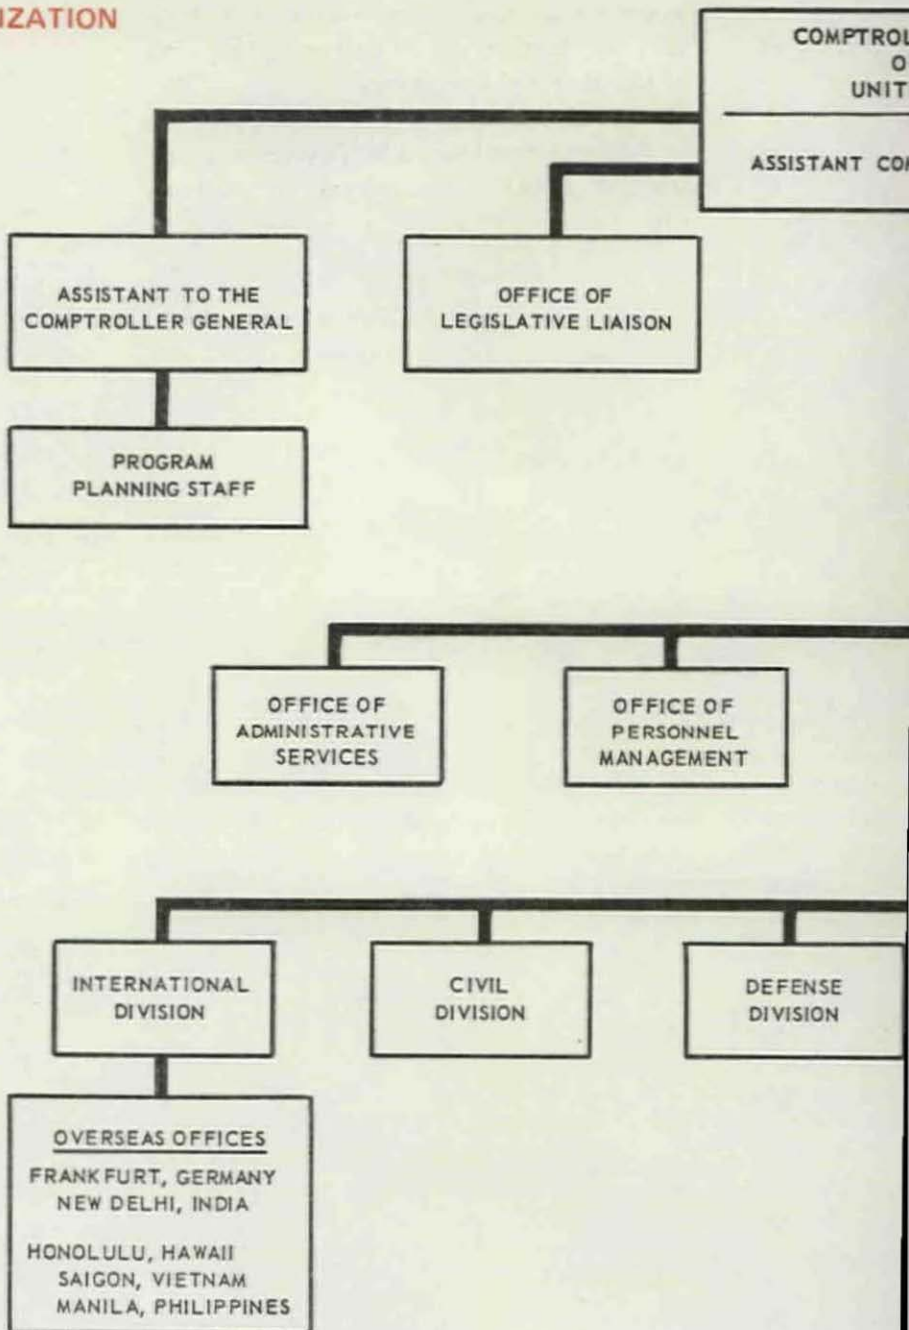 IZATION
COMPTROL
O
UNIT
ASSISTANT COM
ASSISTANT TO THE
COMPTROLLER GENERAL
OFFICE OF
LEGISLATIVE LIAISON
PROGRAM
PLANNING STAFF
OFFICE OF
ADMINISTRATIVE
SERVICES
OFFICE OF
PERSONNEL
MANAGEMENT
INTERNATIONAL
DIVISION
CIVIL
DIVISION
DEFENSE
DIVISION
OVERSEAS OFFICES
FRANKFURT, GERMANY
NEW DELHI, INDIA
HONOLULU, HAWAII
SAIGON, VIETNAM
MANILA, PHILIPPINES